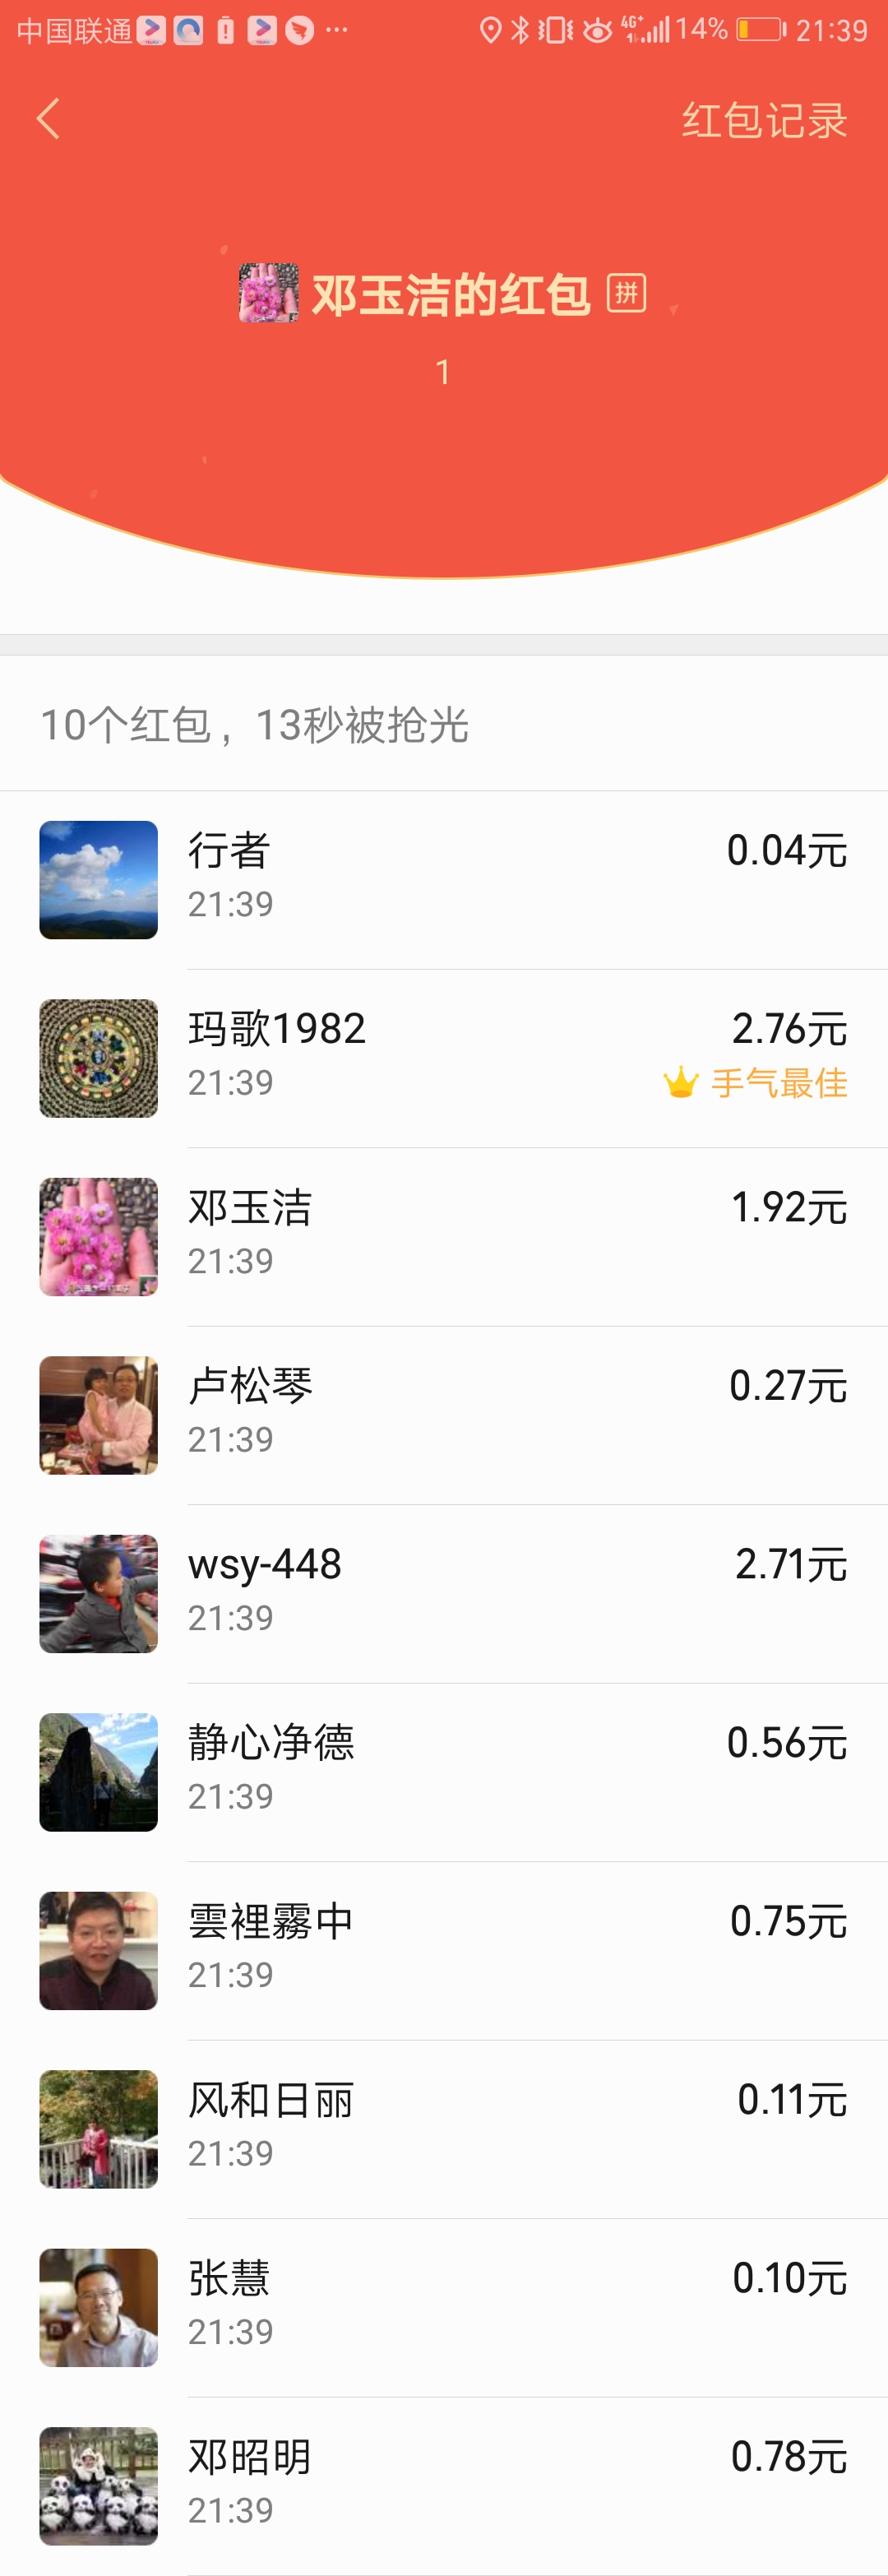 中国联通 ··· 4G+ 14% 21:39
红包记录
邓玉洁的红包 拼
1
10个红包，13秒被抢光
行者 0.04元
21:39
玛歌1982 2.76元
21:39 手气最佳
邓玉洁 1.92元
21:39
卢松琴 0.27元
21:39
wsy-448 2.71元
21:39
静心净德 0.56元
21:39
雲裡霧中 0.75元
21:39
风和日丽 0.11元
21:39
张慧 0.10元
21:39
邓昭明 0.78元
21:39